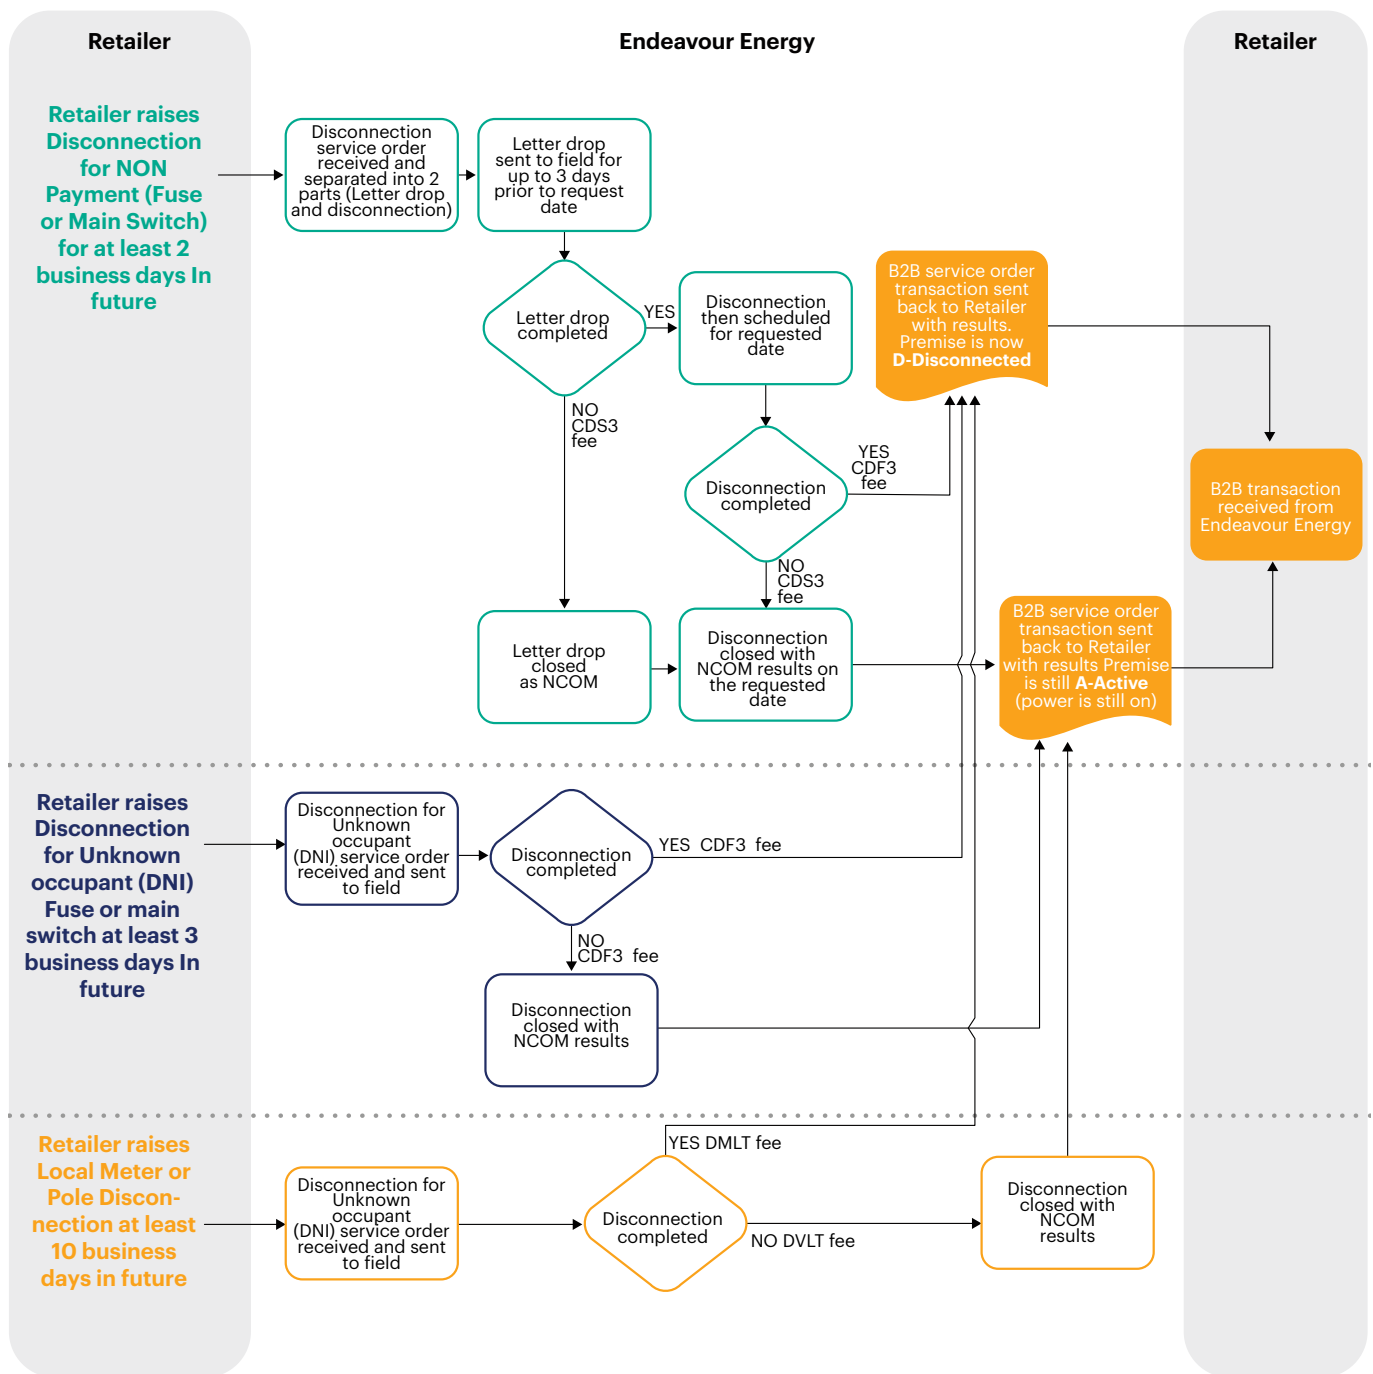 Retailer
Endeavour Energy
Retailer
Retailer raises
Disconnection
for NON
Payment (Fuse
or Main Switch)
for at least 2
business days In
future
Disconnection
service order
received and
separated into 2
parts (Letter drop
and disconnection)
Letter drop
sent to field for
up to 3 days
prior to request
date
Letter drop
completed
YES
Disconnection
then scheduled
for requested
date
B2B service order
transaction sent
back to Retailer
with results.
Premise is now
D-Disconnected
NO
CDS3
fee
Disconnection
completed
YES
CDF3
fee
B2B transaction
received from
Endeavour Energy
NO
CDS3
fee
Letter drop
closed
as NCOM
Disconnection
closed with
NCOM results on
the requested
date
B2B service order
transaction sent
back to Retailer
with results Premise
is still A-Active
(power is still on)
Retailer raises
Disconnection
for Unknown
occupant (DNI)
Fuse or main
switch at least 3
business days In
future
Disconnection for
Unknown
occupant
(DNI) service order
received and sent
to field
Disconnection
completed
YES CDF3 fee
NO
CDF3 fee
Disconnection
closed with
NCOM results
Retailer raises
Local Meter or
Pole Discon-
nection at least
10 business
days in future
Disconnection for
Unknown
occupant
(DNI) service order
received and sent
to field
Disconnection
completed
YES DMLT fee
NO DVLT fee
Disconnection
closed with
NCOM
results